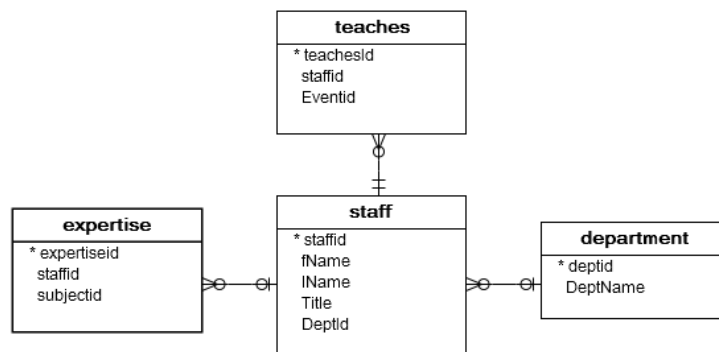 teaches
* teachesId
staffid
Eventid
expertise
* expertiseid
staffid
subjectid
staff
* staffid
fName
lName
Title
DeptId
department
* deptid
DeptName